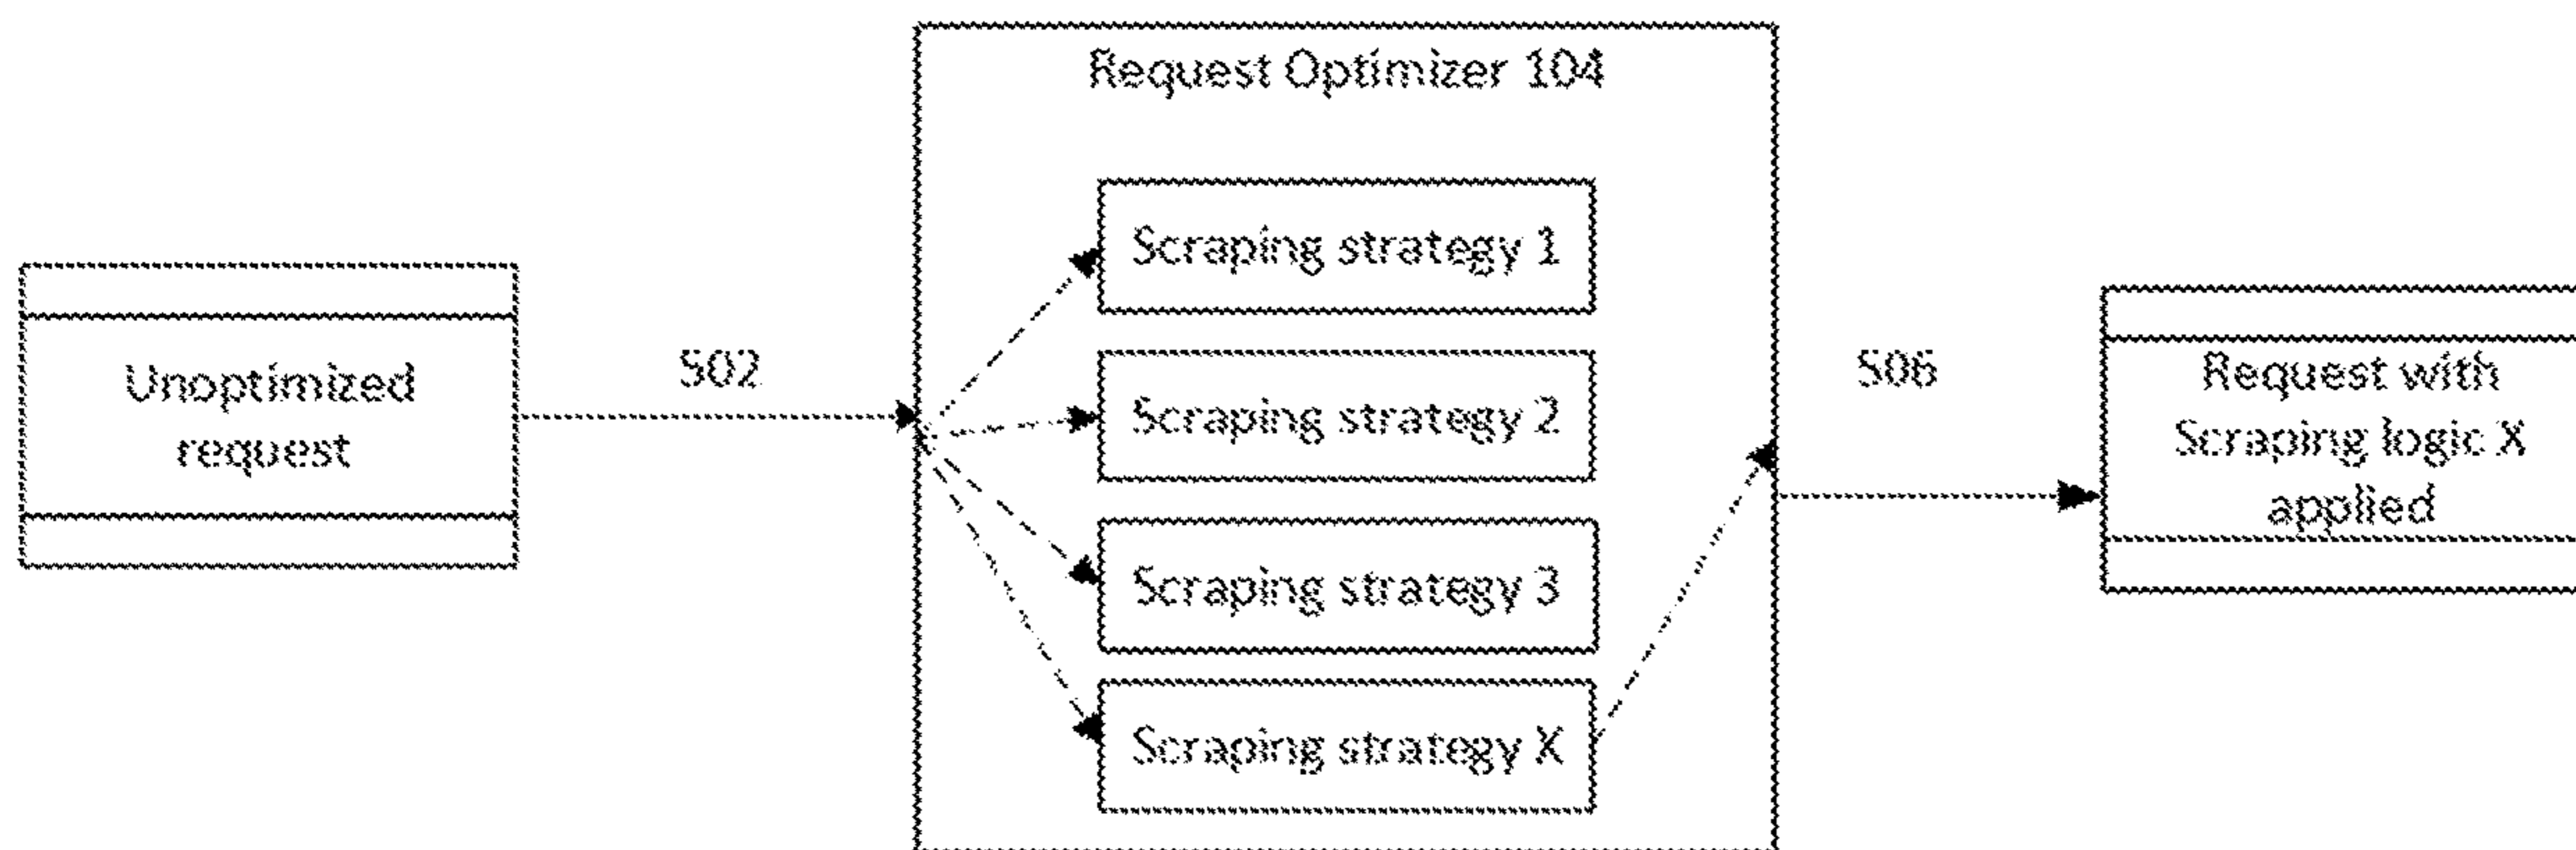 Request Optimizer 104
Unoptimized
request
502
Scraping strategy 1
Scraping strategy 2
Scraping strategy 3
Scraping strategy X
506
Request with
Scraping logic X
applied